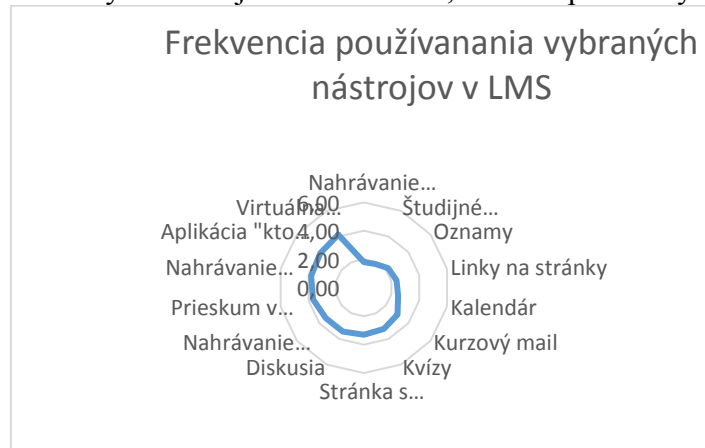 Frekvencia používanania vybraných
nástrojov v LMS
Nahrávanie...
Študijné...
Oznamy
Linky na stránky
Kalendár
Kurzový mail
Kvízy
Stránka s...
Diskusia
Nahrávanie...
Prieskum v...
Nahrávanie...
Aplikácia "kto...
Virtuálna...
6,00
4,00
2,00
0,00